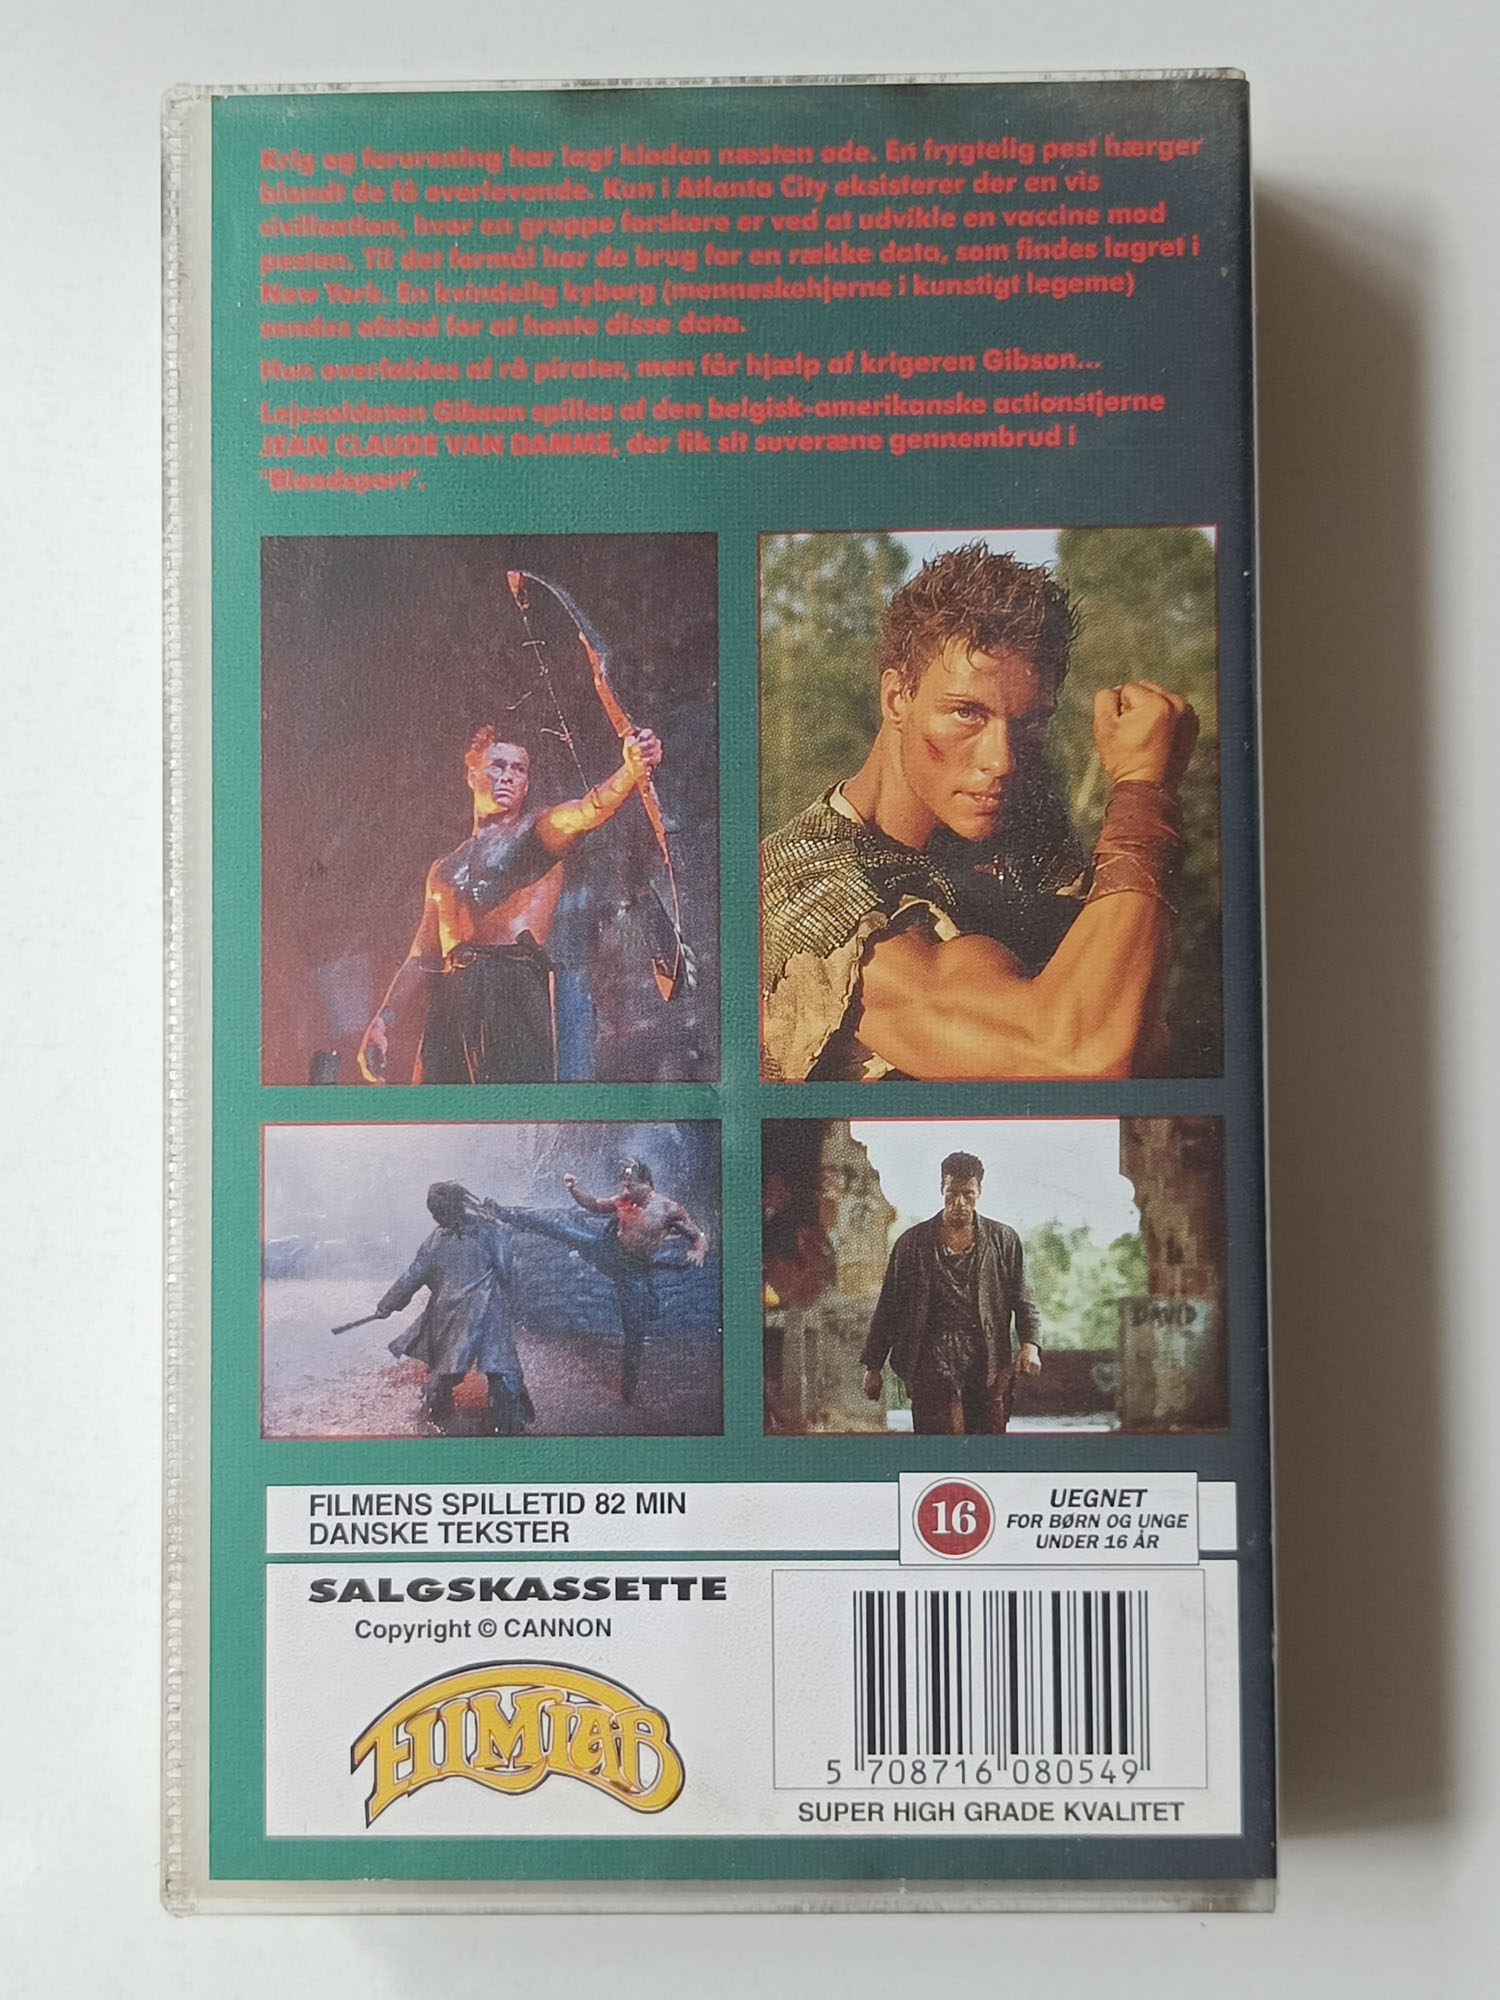 Krig og forurening har lagt kloden næsten øde. En frygtelig pest hærger
blandt de få overlevende. Kun i Atlanta City eksisterer der en vis
civilisation, hvor en gruppe forskere er ved at udvikle en vaccine mod
pesten. Til det formål har de brug for en række data, som findes lagret i
New York. En kvindelig kyborg (menneskehjerne i kunstigt legeme)
sendes afsted for at hente disse data.
Hun overfaldes af rå pirater, men får hjælp af krigeren Gibson...
Lejesoldaten Gibson spilles af den belgisk-amerikanske actionstjerne
JEAN CLAUDE VAN DAMME, der fik sit suveræne gennembrud i
"Bloodsport".
DAVID
FILMENS SPILLETID 82 MIN
DANSKE TEKSTER
16
UEGNET
FOR BØRN OG UNGE
UNDER 16 ÅR
SALGSKASSETTE
Copyright © CANNON
FILMLAB
5 708716 080549
SUPER HIGH GRADE KVALITET